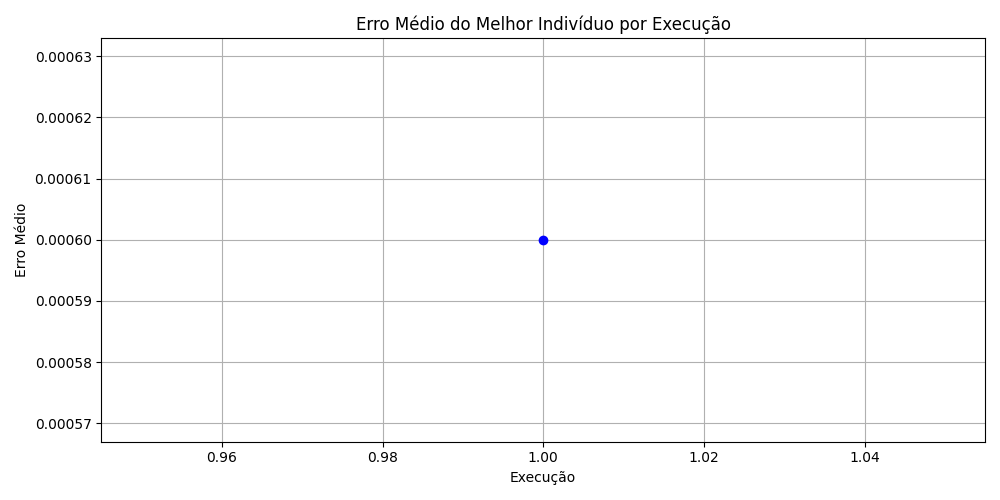 Erro Médio do Melhor Indivíduo por Execução
0.00063
0.00062
0.00061
0.00060
0.00059
0.00058
0.00057
Erro Médio
0.96 0.98 1.00 1.02 1.04
Execução